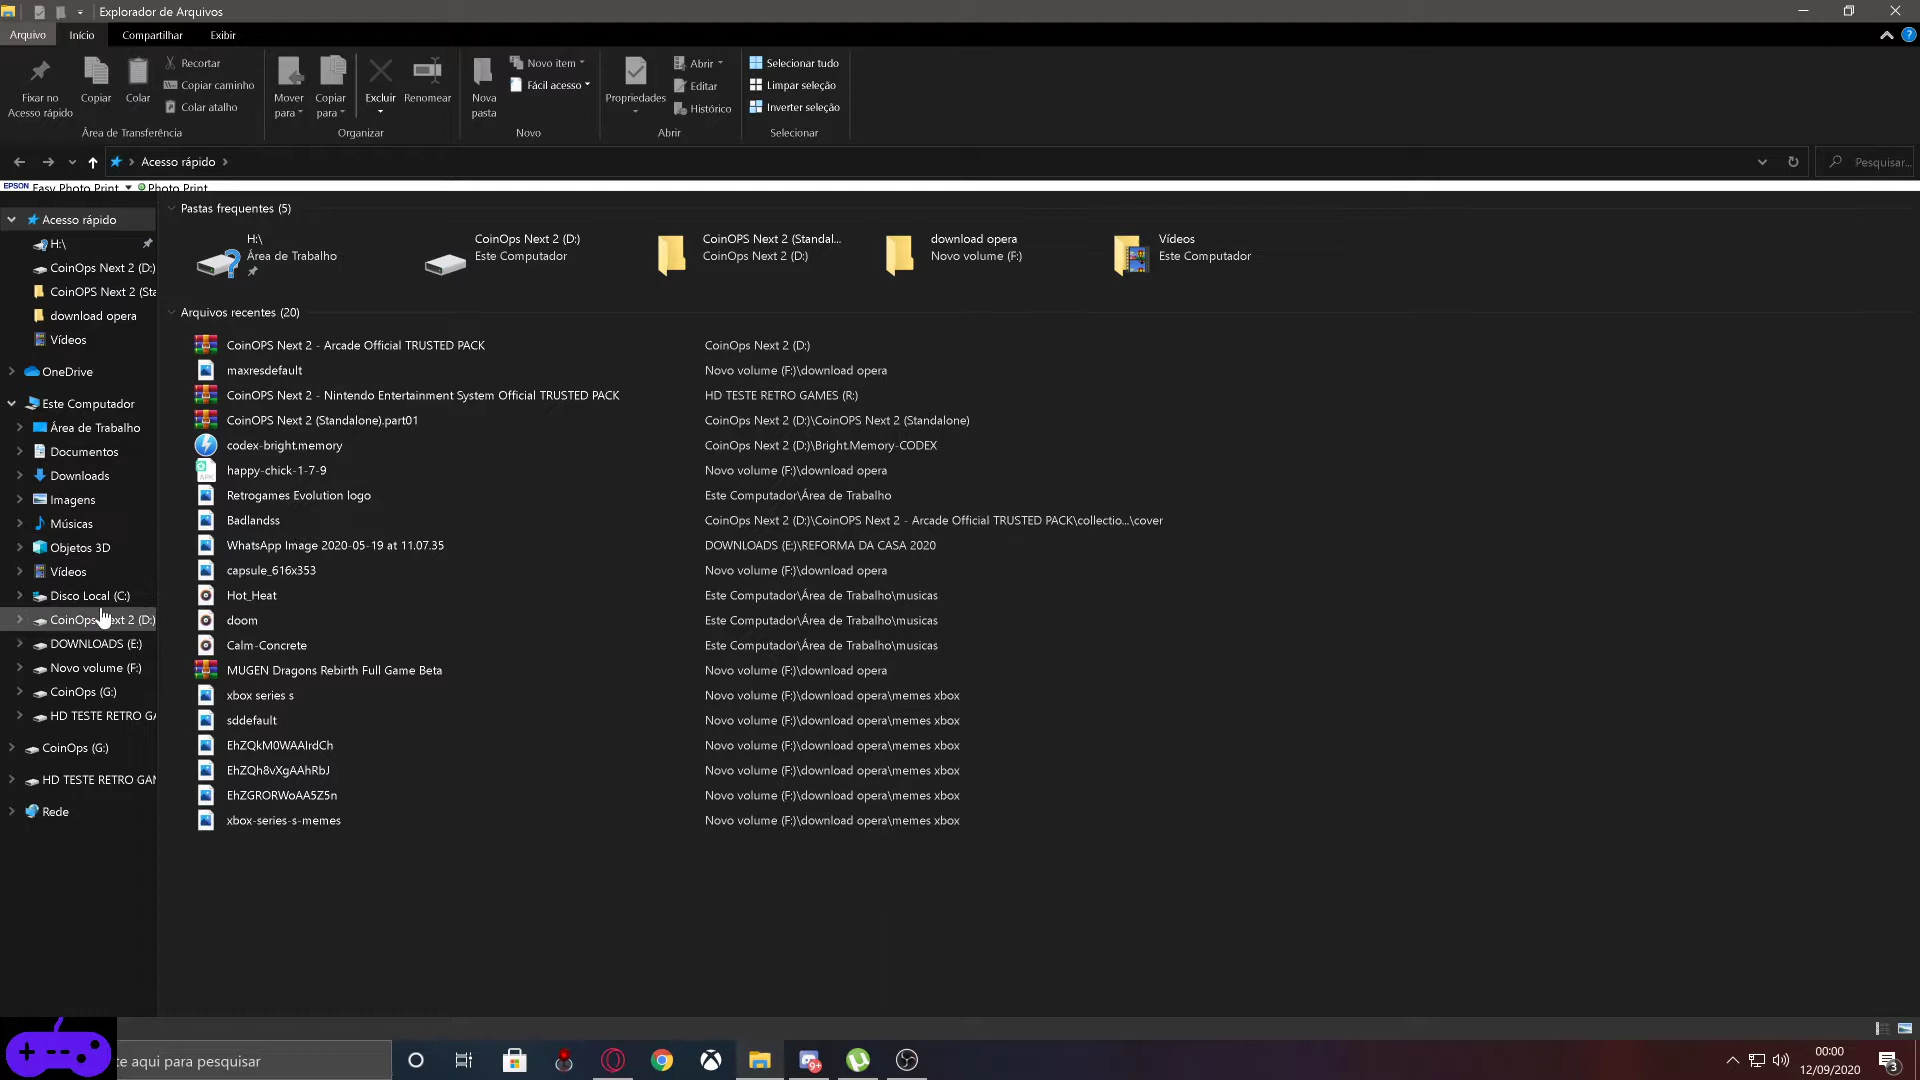 Explorador de Arquivos
Arquivo Início Compartilhar Exibir
Fixar no Acesso rápido
Copiar
Colar
Recortar
Copiar caminho
Colar atalho
Área de Transferência
Mover para
Copiar para
Excluir
Renomear
Organizar
Nova pasta
Novo item
Fácil acesso
Novo
Propriedades
Abrir
Editar
Histórico
Abrir
Selecionar tudo
Limpar seleção
Inverter seleção
Selecionar
Acesso rápido
Pesquisar...
EPSON Easy Photo Print Photo Print
Acesso rápido
H:\
CoinOps Next 2 (D:)
CoinOPS Next 2 (Sta
download opera
Vídeos
OneDrive
Este Computador
Área de Trabalho
Documentos
Downloads
Imagens
Músicas
Objetos 3D
Vídeos
Disco Local (C:)
CoinOps Next 2 (D:)
DOWNLOADS (E:)
Novo volume (F:)
CoinOps (G:)
HD TESTE RETRO GA
CoinOps (G:)
HD TESTE RETRO GAM
Rede
Pastas frequentes (5)
H:\
Área de Trabalho
CoinOps Next 2 (D:)
Este Computador
CoinOPS Next 2 (Standal...
CoinOps Next 2 (D:)
download opera
Novo volume (F:)
Vídeos
Este Computador
Arquivos recentes (20)
CoinOPS Next 2 - Arcade Official TRUSTED PACK CoinOps Next 2 (D:)
maxresdefault Novo volume (F:)\download opera
CoinOPS Next 2 - Nintendo Entertainment System Official TRUSTED PACK HD TESTE RETRO GAMES (R:)
CoinOPS Next 2 (Standalone).part01 CoinOps Next 2 (D:)\CoinOPS Next 2 (Standalone)
codex-bright.memory CoinOps Next 2 (D:)\Bright.Memory-CODEX
happy-chick-1-7-9 Novo volume (F:)\download opera
Retrogames Evolution logo Este Computador\Área de Trabalho
Badlandss CoinOps Next 2 (D:)\CoinOPS Next 2 - Arcade Official TRUSTED PACK\collectio...\cover
WhatsApp Image 2020-05-19 at 11.07.35 DOWNLOADS (E:)\REFORMA DA CASA 2020
capsule_616x353 Novo volume (F:)\download opera
Hot_Heat Este Computador\Área de Trabalho\musicas
doom Este Computador\Área de Trabalho\musicas
Calm-Concrete Este Computador\Área de Trabalho\musicas
MUGEN Dragons Rebirth Full Game Beta Novo volume (F:)\download opera
xbox series s Novo volume (F:)\download opera\memes xbox
sddefault Novo volume (F:)\download opera\memes xbox
EhZQkM0WAAIrdCh Novo volume (F:)\download opera\memes xbox
EhZQh8vXgAAhRbJ Novo volume (F:)\download opera\memes xbox
EhZGRORWoAA5Z5n Novo volume (F:)\download opera\memes xbox
xbox-series-s-memes Novo volume (F:)\download opera\memes xbox
te aqui para pesquisar
9+
00:00
12/09/2020
3